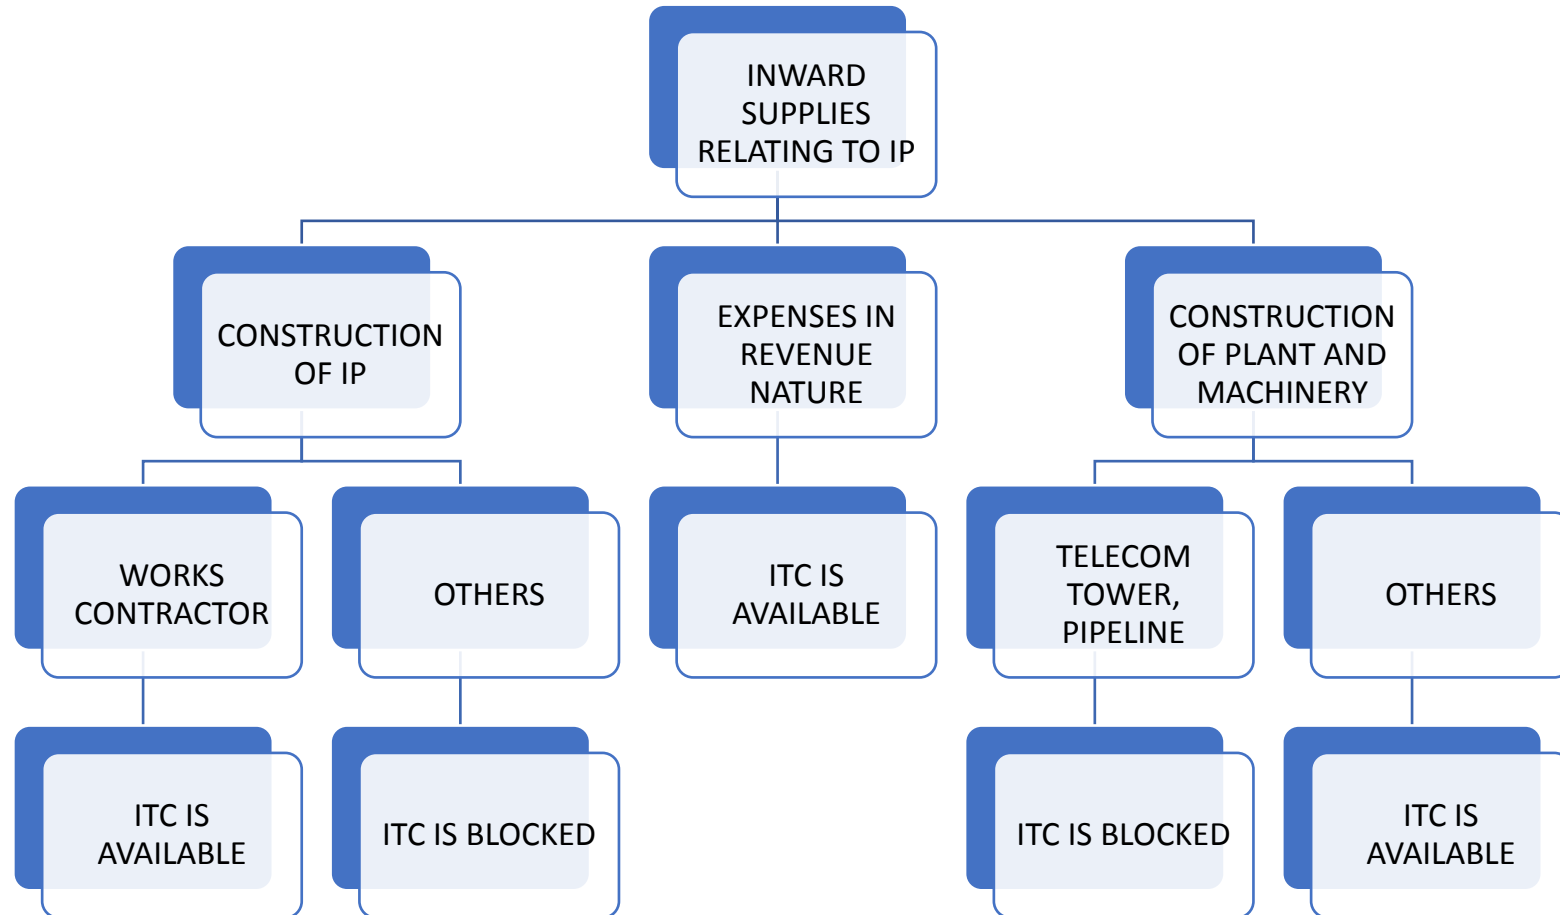 INWARD
SUPPLIES
RELATING TO IP
CONSTRUCTION
OF IP
EXPENSES IN
REVENUE
NATURE
CONSTRUCTION
OF PLANT AND
MACHINERY
WORKS
CONTRACTOR
OTHERS
ITC IS
AVAILABLE
TELECOM
TOWER,
PIPELINE
OTHERS
ITC IS
AVAILABLE
ITC IS BLOCKED
ITC IS BLOCKED
ITC IS
AVAILABLE